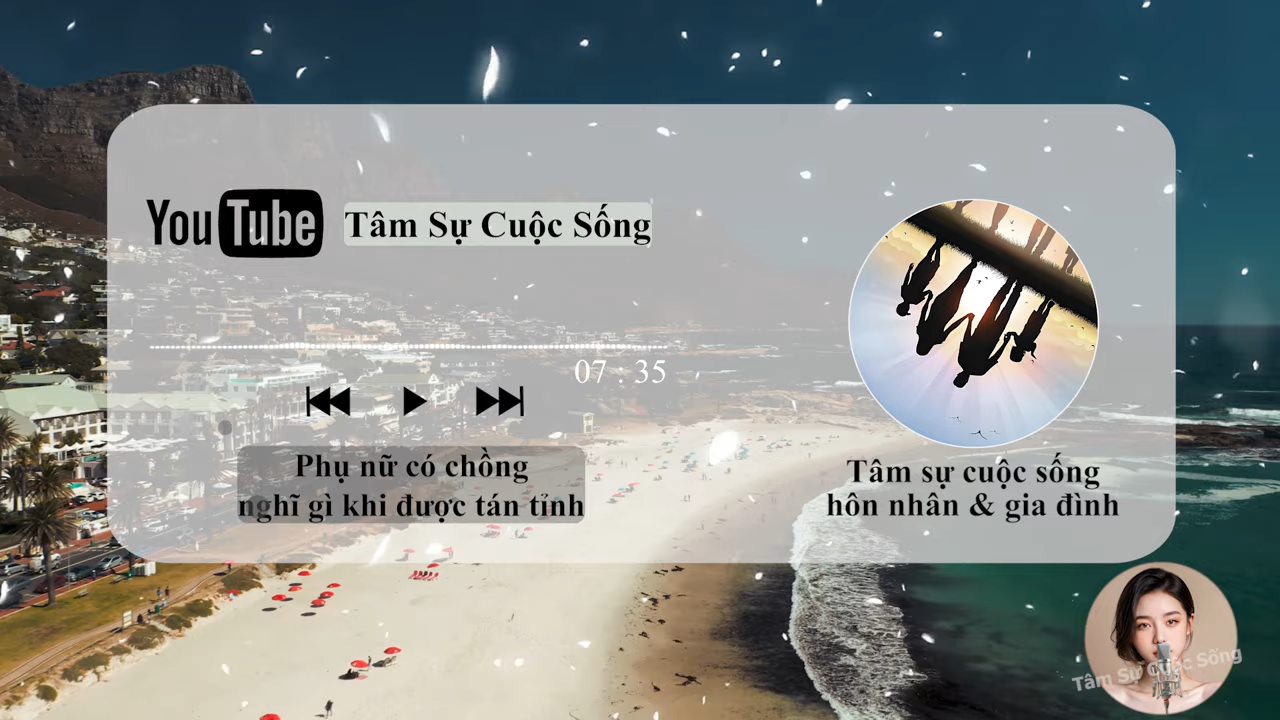 YouTube
Tâm Sự Cuộc Sống
07 : 35
Phụ nữ có chồng
nghĩ gì khi được tán tỉnh
Tâm sự cuộc sống
hôn nhân & gia đình
Tâm Sự Cuộc Sống